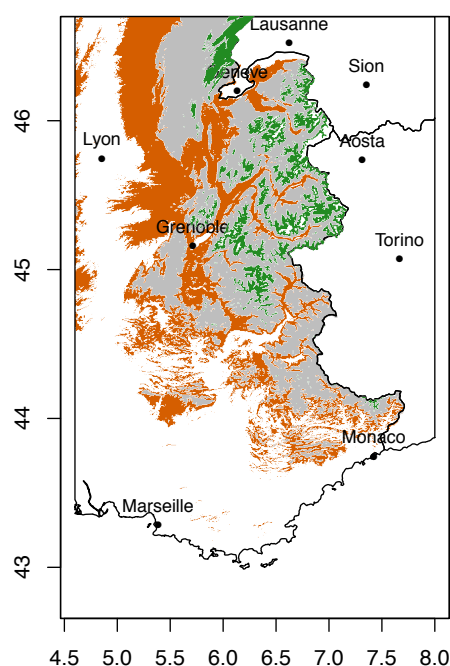 Lausanne
Genève
Sion
46
Lyon
Aosta
Grenoble
Torino
45
44
Monaco
Marseille
43
4.5 5.0 5.5 6.0 6.5 7.0 7.5 8.0